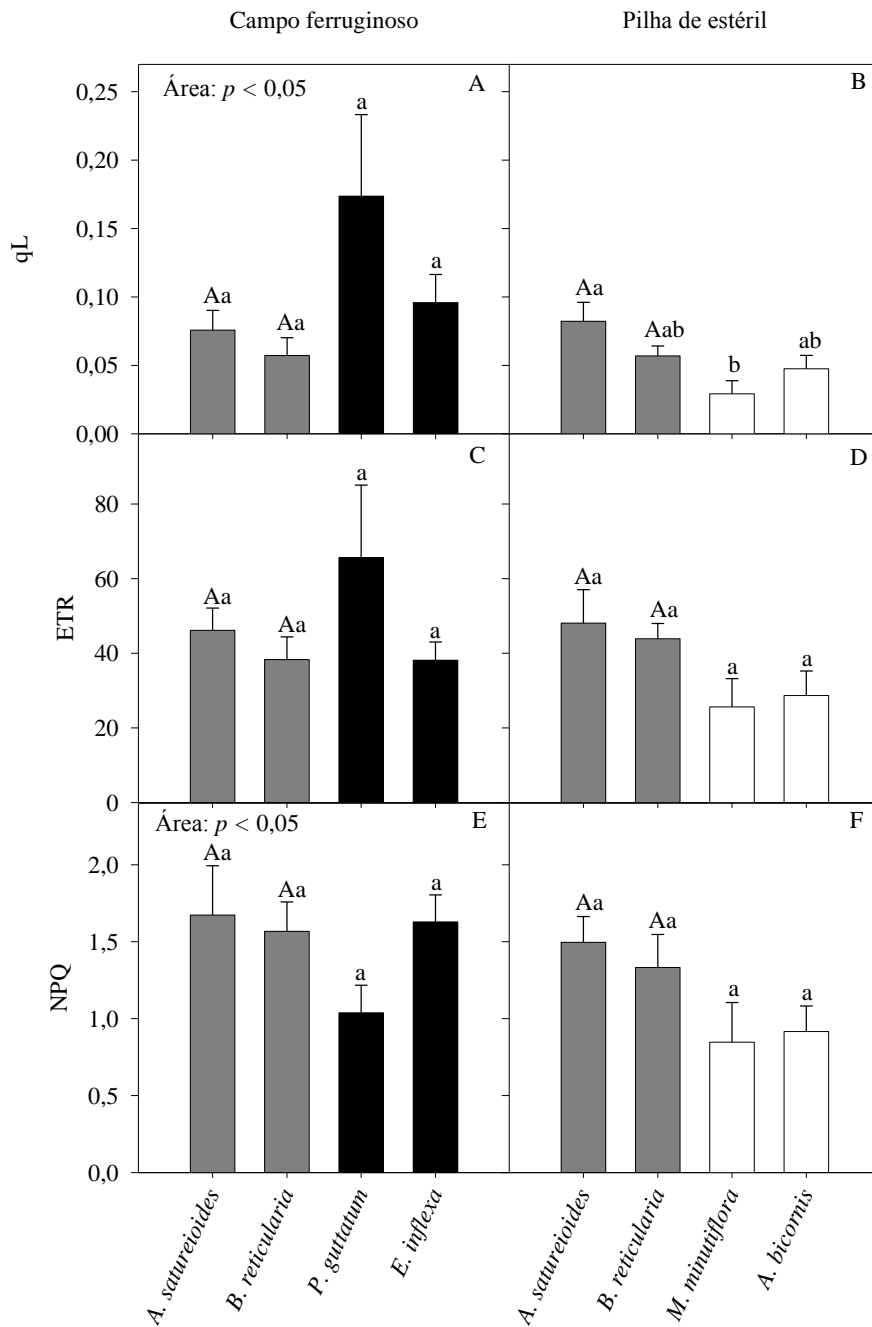 Campo ferruginoso
Pilha de estéril
Área: p < 0,05
A
B
qL
0,25
0,20
0,15
0,10
0,05
0,00
Aa
Aa
a
a
Aa
Aab
b
ab
C
D
ETR
80
60
40
20
0
Aa
Aa
a
a
Aa
Aa
a
a
Área: p < 0,05
E
F
NPQ
2,0
1,5
1,0
0,5
0,0
Aa
Aa
a
a
Aa
Aa
a
a
A. satureioides
B. reticularia
P. guttatum
E. inflexa
A. satureioides
B. reticularia
M. minutiflora
A. bicornis